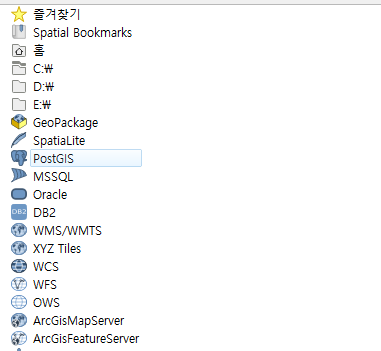 즐겨찾기
Spatial Bookmarks
홈
C:₩
D:₩
E:₩
GeoPackage
SpatiaLite
PostGIS
MSSQL
Oracle
DB2 DB2
WMS/WMTS
XYZ Tiles
WCS
WFS
OWS
ArcGisMapServer
ArcGisFeatureServer